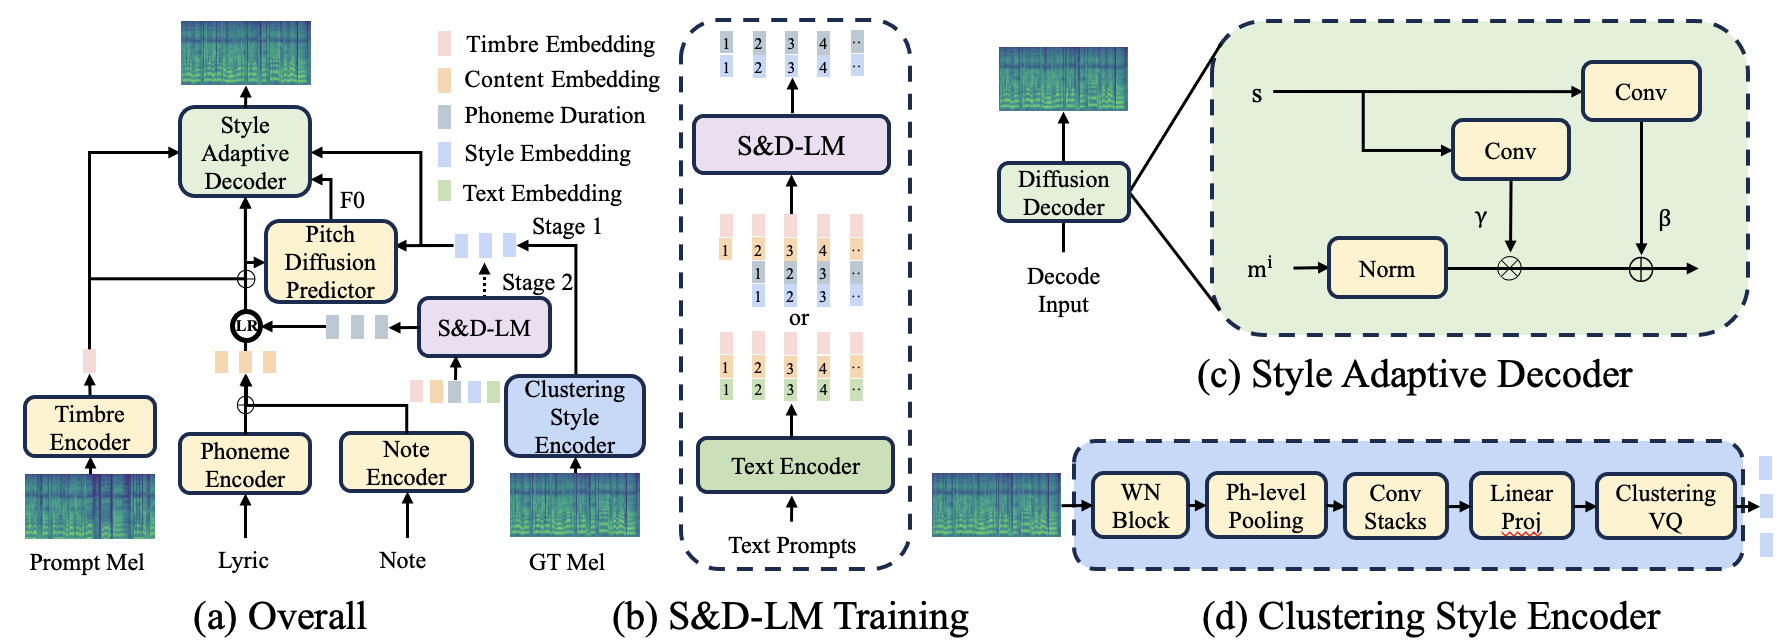 Style
Adaptive
Decoder
F0
Pitch
Diffusion
Predictor
LR
Timbre Embedding
Content Embedding
Phoneme Duration
Style Embedding
Text Embedding
Stage 1
Stage 2
S&D-LM
Timbre
Encoder
Phoneme
Encoder
Note
Encoder
Clustering
Style
Encoder
Prompt Mel
Lyric
Note
GT Mel
(a) Overall
1 2 3 4 ..
1 2 3 4 ..
S&D-LM
1 2 3 4 ..
1 2 3 ..
1 2 3 ..
or
1 2 3 4 ..
1 2 3 4 ..
Text Encoder
Text Prompts
(b) S&D-LM Training
Diffusion
Decoder
Decode
Input
s
Conv
Conv
γ
β
mⁱ
Norm
(c) Style Adaptive Decoder
WN
Block
Ph-level
Pooling
Conv
Stacks
Linear
Proj
Clustering
VQ
(d) Clustering Style Encoder